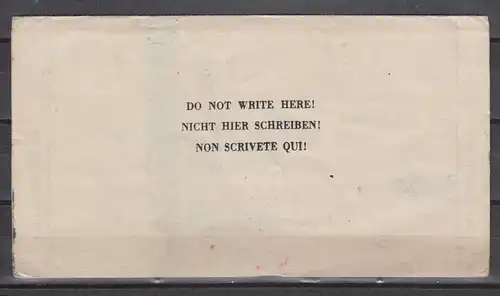 DO NOT WRITE HERE!
NICHT HIER SCHREIBEN!
NON SCRIVETE QUI!